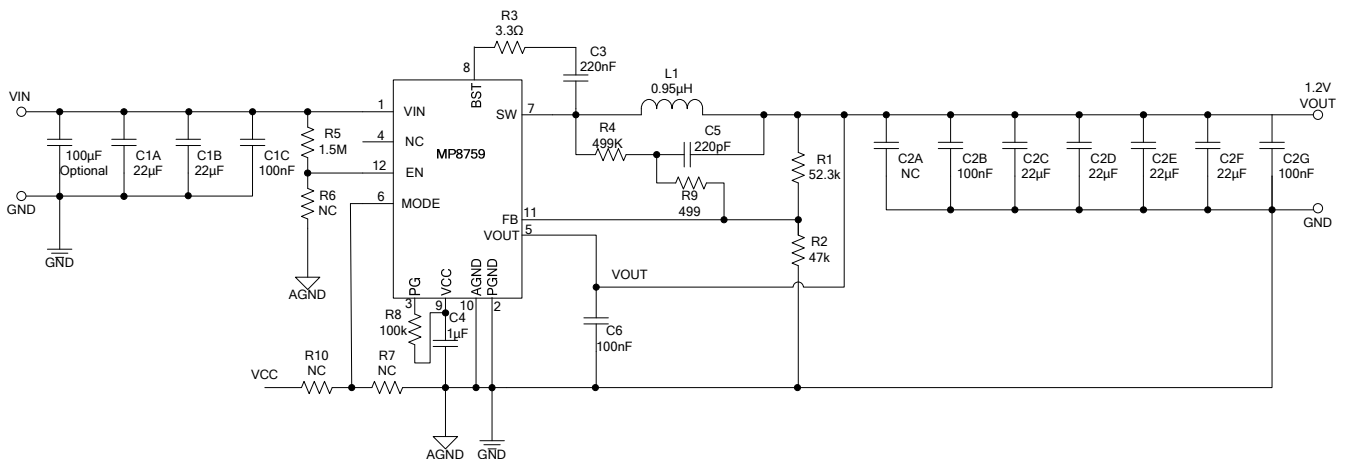 R3
3.3Ω
C3
220nF
8
BST
L1
0.95µH
VIN
1
VIN
SW
7
1.2V
VOUT
4
NC
MP8759
R5
1.5M
R4
499K
C5
220pF
R1
52.3k
100µF
Optional
C1A
22µF
C1B
22µF
C1C
100nF
C2A
NC
C2B
100nF
C2C
22µF
C2D
22µF
C2E
22µF
C2F
22µF
C2G
100nF
12
EN
R6
NC
6
MODE
R9
499
GND
FB
11
VOUT
5
GND
R2
47k
GND
AGND
PG
VCC
AGND
PGND
3
9
10
2
VOUT
R8
100k
C4
1µF
C6
100nF
VCC
R10
NC
R7
NC
AGND
GND